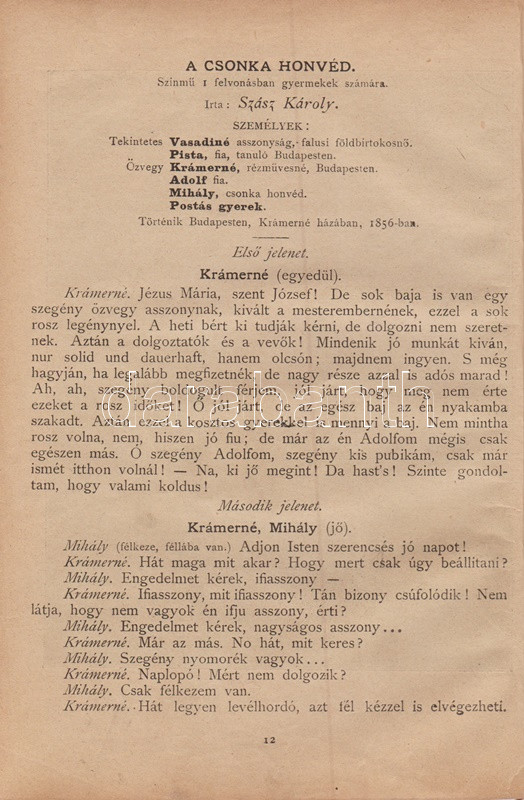 A CSONKA HONVÉD.
Szinmű 1 felvonásban gyermekek számára.
Irta: Szász Károly.
SZEMÉLYEK:
Tekintetes Vasadiné asszonyság, falusi földbirtokosnő.
Pista, fia, tanuló Budapesten.
Özvegy Krámerné, rézművesné, Budapesten.
Adolf fia.
Mihály, csonka honvéd.
Postás gyerek.
Történik Budapesten, Krámerné házában, 1856-ban.
Első jelenet.
Krámerné (egyedül).
Krámerné. Jézus Mária, szent József! De sok baja is van egy
szegény özvegy asszonynak, kivált a mesterembernének, ezzel a sok
rosz legénynyel. A heti bért ki tudják kérni, de dolgozni nem szeret-
nek. Aztán a dolgoztatók és a vevők! Mindenik jó munkát kiván,
nur solid und dauerhaft, hanem olcsón; majdnem ingyen. S még
hagyján, ha legalább megfizetnék, de nagy része azzal is adós marad!
Ah, ah, szegény boldogult férjem, jól járt, hogy meg nem érte
ezeket a rosz időket! Ő jól járt, de az egész baj az én nyakamba
szakadt. Aztán ezzel a kosztos gyerekkel is mennyi a baj. Nem mintha
rosz volna, nem, hiszen jó fiu; de már az én Adolfom mégis csak
egészen más. Ó szegény Adolfom, szegény kis pubikám, csak már
ismét itthon volnál! — Na, ki jő megint! Da hast's! Szinte gondol-
tam, hogy valami koldus!
Második jelenet.
Krámerné, Mihály (jő).
Mihály (félkeze, féllába van.) Adjon Isten szerencsés jó napot!
Krámerné. Hát maga mit akar? Hogy mert csak úgy beállítani?
Mihály. Engedelmet kérek, ifiasszony —
Krámerné. Ifiasszony, mit ifiasszony! Tán bizony csúfolódik! Nem
látja, hogy nem vagyok én ifju asszony, érti?
Mihály. Engedelmet kérek, nagyságos asszony...
Krámerné. Már az más. No hát, mit keres?
Mihály. Szegény nyomorék vagyok...
Krámerné. Naplopó! Mért nem dolgozik?
Mihály. Csak félkezem van.
Krámerné. Hát legyen levélhordó, azt fél kézzel is elvégezheti.
12
darabanth